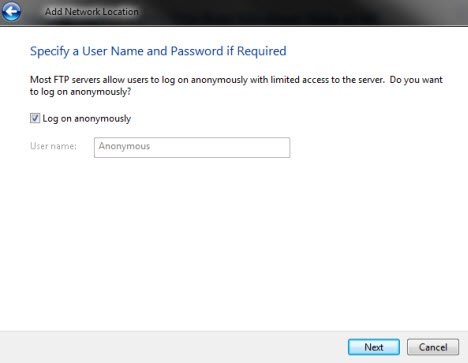 Add Network Location
Specify a User Name and Password if Required
Most FTP servers allow users to log on anonymously with limited access to the server. Do you want
to log on anonymously?
Log on anonymously
User name: Anonymous
Next Cancel